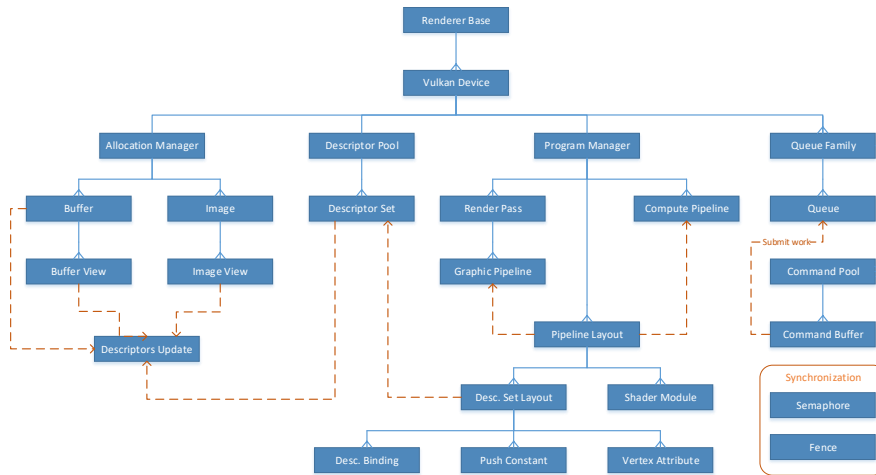 Renderer Base
Vulkan Device
Allocation Manager
Descriptor Pool
Program Manager
Queue Family
Buffer
Image
Descriptor Set
Render Pass
Compute Pipeline
Queue
Submit work
Buffer View
Image View
Graphic Pipeline
Command Pool
Descriptors Update
Pipeline Layout
Command Buffer
Synchronization
Desc. Set Layout
Shader Module
Semaphore
Fence
Desc. Binding
Push Constant
Vertex Attribute